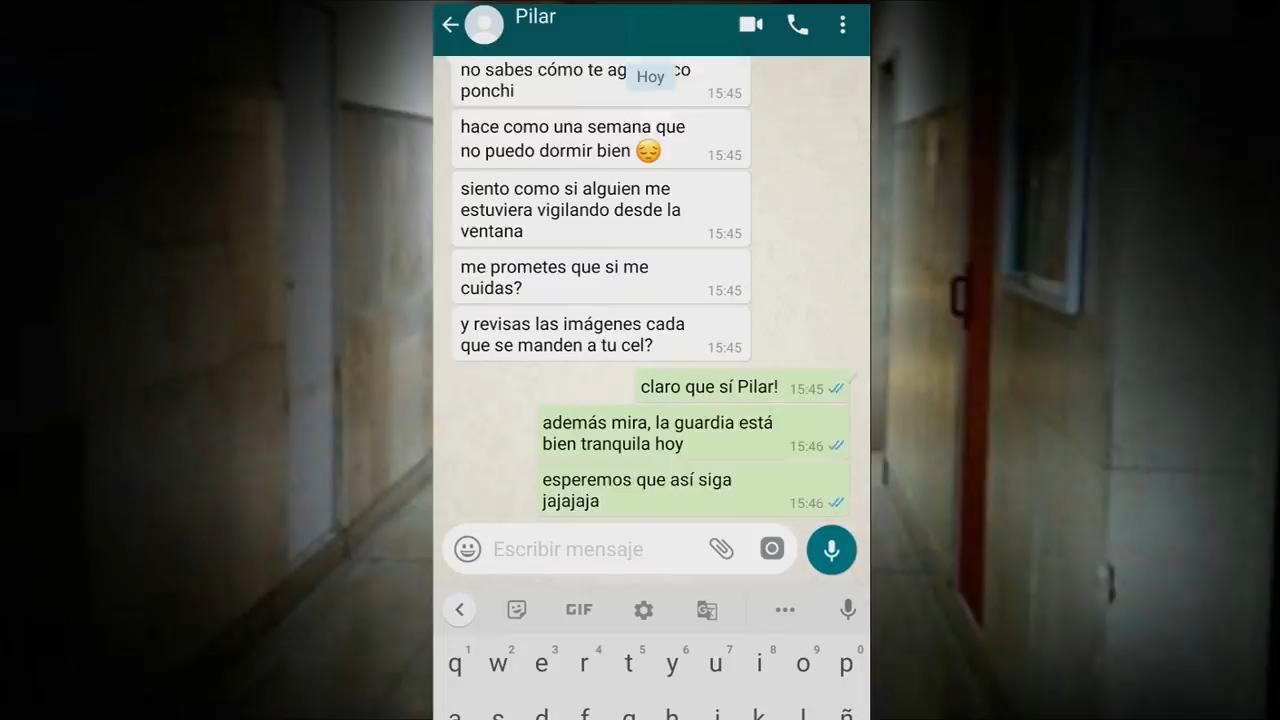 Pilar
no sabes cómo te ag
co
Hoy
ponchi
15:45
hace como una semana que
no puedo dormir bien 😔
15:45
siento como si alguien me
estuviera vigilando desde la
ventana
15:45
me prometes que si me
cuidas?
15:45
y revisas las imágenes cada
que se manden a tu cel?
15:45
claro que sí Pilar!
15:45
además mira, la guardia está
bien tranquila hoy
15:46
esperemos que así siga
jajajaja
15:46
Escribir mensaje
GIF
1 2 3 4 5 6 7 8 9 0
q w e r t y u i o p
a s d f g h j k l ñ